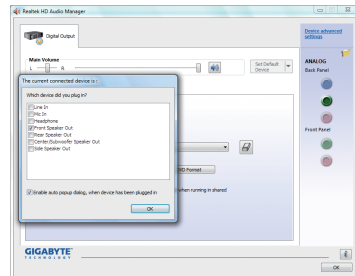 Realtek HD Audio Manager
Digital Output
Device advanced
settings
Main Volume
L
R
Set Default
Device
ANALOG
Back Panel
Front Panel
The current connected device is :
Which device did you plug in?
Line In
Mic In
Headphone
Front Speaker Out
Rear Speaker Out
Center/Subwoofer Speaker Out
Side Speaker Out
Enable auto popup dialog, when device has been plugged in
OK
Format
when running in shared
GIGABYTE
TECHNOLOGY
OK